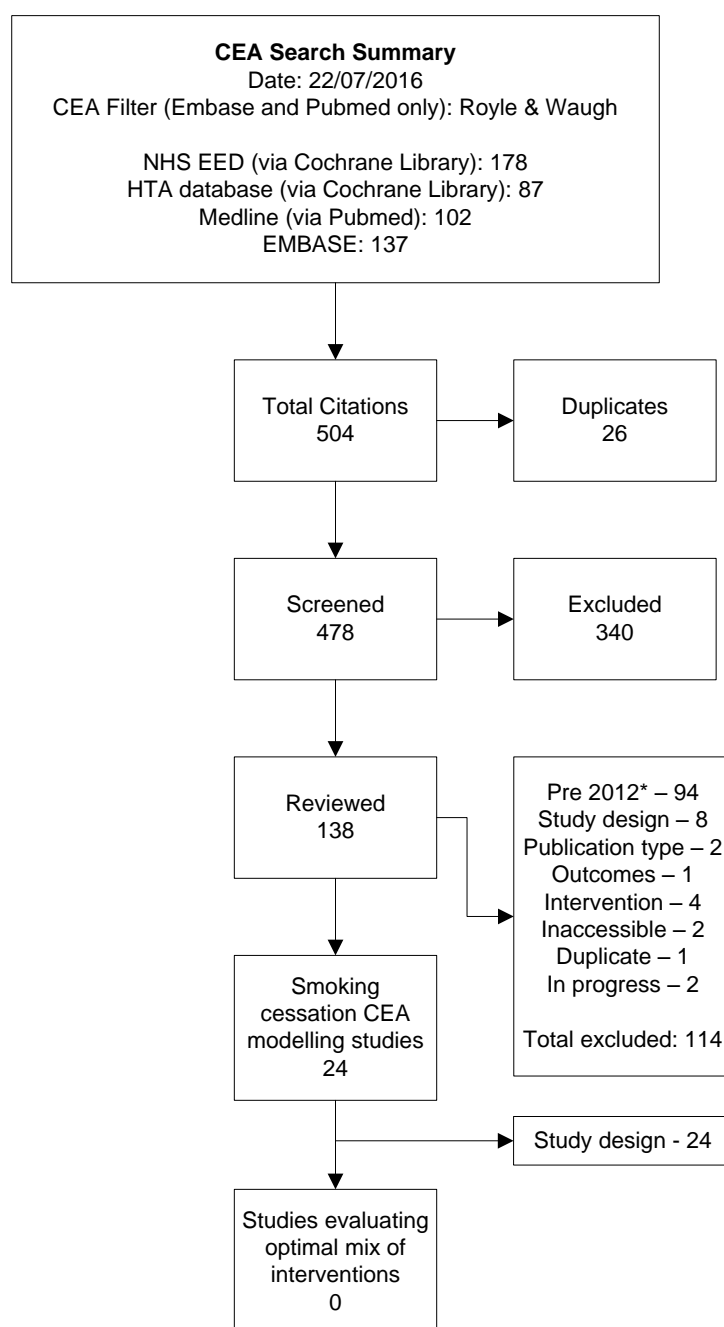 CEA Search Summary
Date: 22/07/2016
CEA Filter (Embase and Pubmed only): Royle & Waugh
NHS EED (via Cochrane Library): 178
HTA database (via Cochrane Library): 87
Medline (via Pubmed): 102
EMBASE: 137
Total Citations
504
Duplicates
26
Screened
478
Excluded
340
Reviewed
138
Pre 2012* – 94
Study design – 8
Publication type – 2
Outcomes – 1
Intervention – 4
Inaccessible – 2
Duplicate – 1
In progress – 2
Total excluded: 114
Smoking
cessation CEA
modelling studies
24
Study design - 24
Studies evaluating
optimal mix of
interventions
0